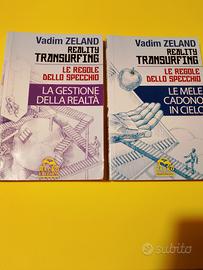 Vadim ZELAND
REALITY
TRANSURFING
LE REGOLE
DELLO SPECCHIO
LA GESTIONE
DELLA REALTÀ
Vadim ZELAND
REALITY
TRANSURFING
LE REGOLE
DELLO SPECCHIO
LE MELE
CADONO
IN CIELO
subito